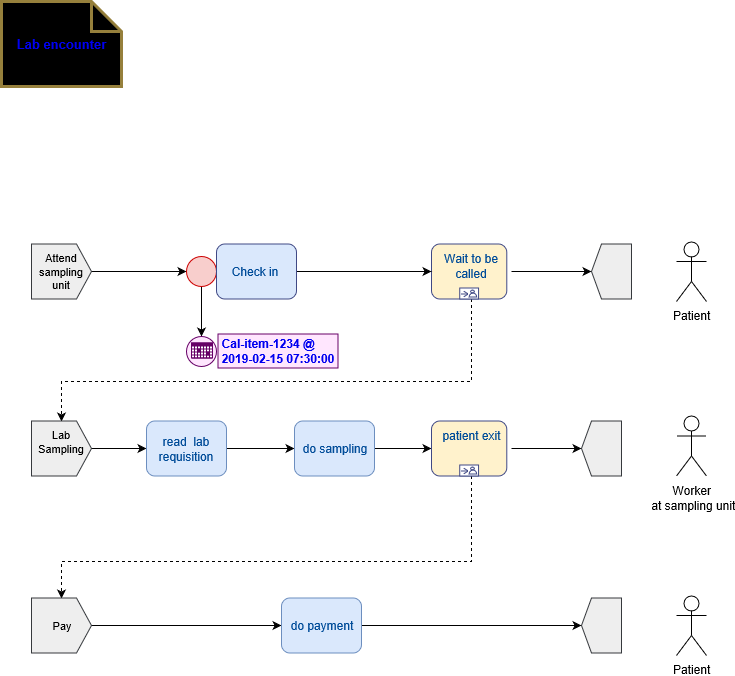 Lab encounter
Attend
sampling
unit
Check in
Wait to be
called
Patient
Cal-item-1234 @
2019-02-15 07:30:00
Lab
Sampling
read lab
requisition
do sampling
patient exit
Worker
at sampling unit
Pay
do payment
Patient